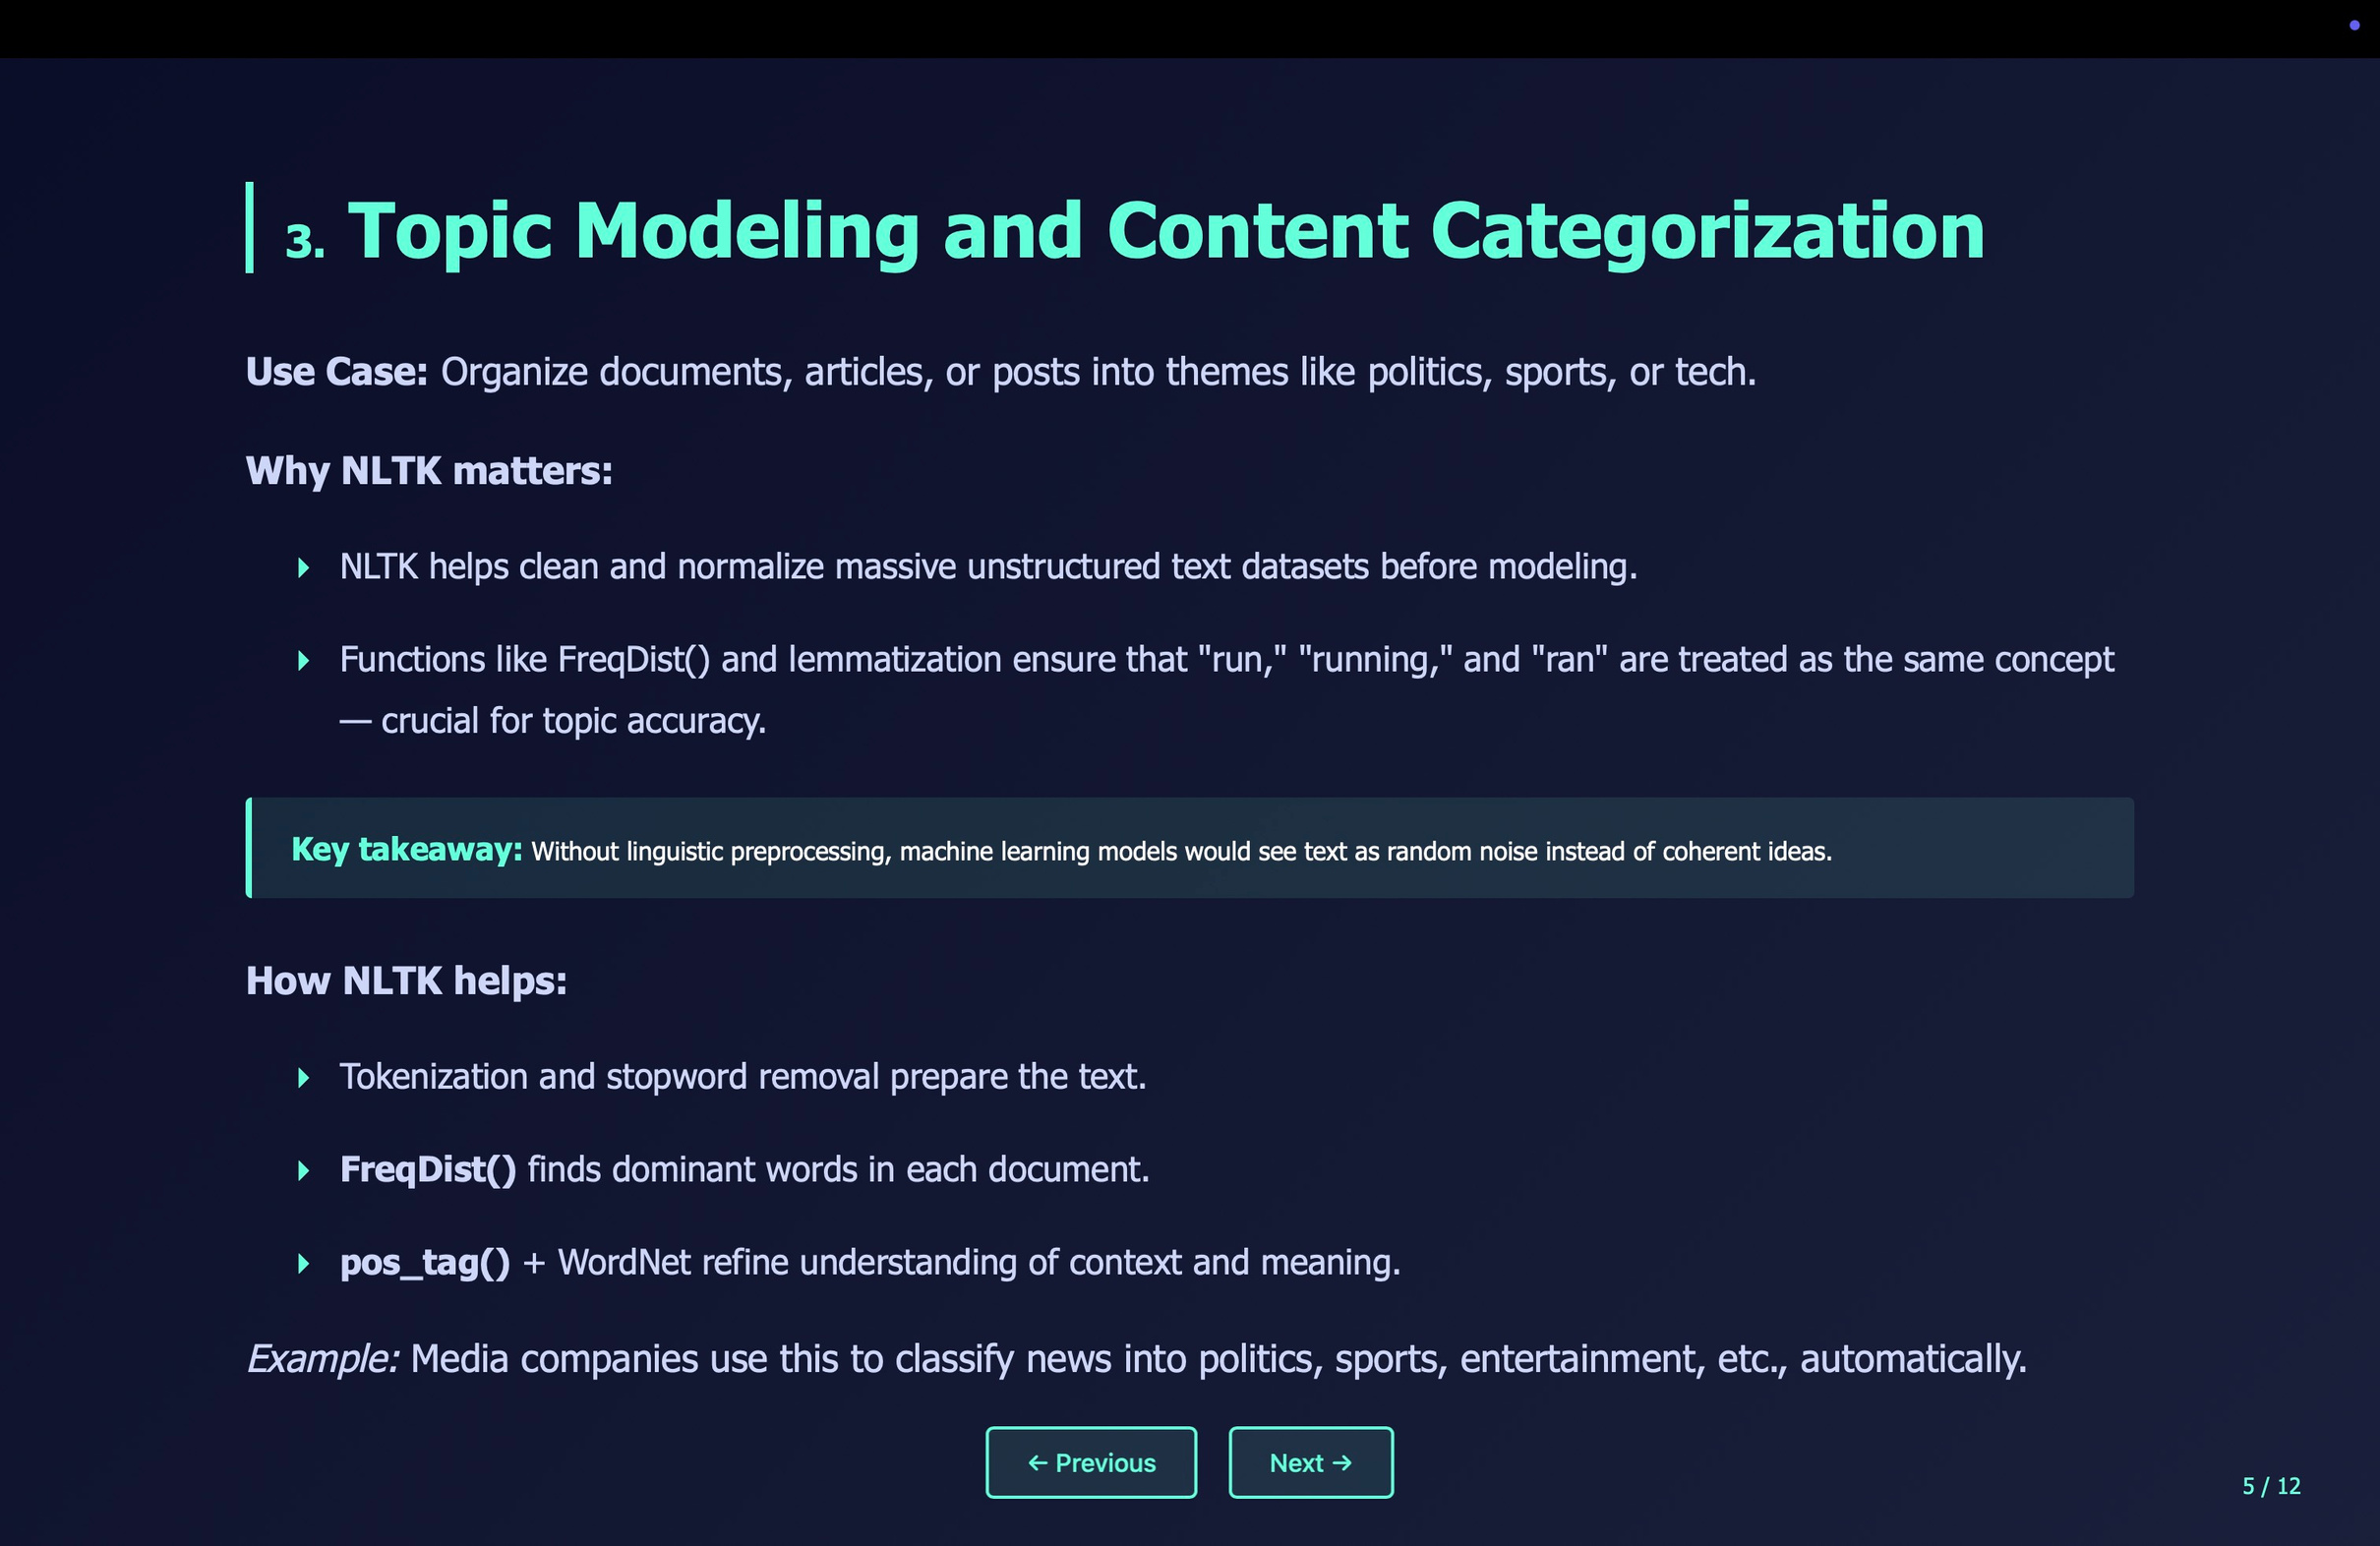 3. Topic Modeling and Content Categorization
Use Case: Organize documents, articles, or posts into themes like politics, sports, or tech.
Why NLTK matters:
NLTK helps clean and normalize massive unstructured text datasets before modeling.
Functions like FreqDist() and lemmatization ensure that "run," "running," and "ran" are treated as the same concept
— crucial for topic accuracy.
Key takeaway: Without linguistic preprocessing, machine learning models would see text as random noise instead of coherent ideas.
How NLTK helps:
Tokenization and stopword removal prepare the text.
FreqDist() finds dominant words in each document.
pos_tag() + WordNet refine understanding of context and meaning.
Example: Media companies use this to classify news into politics, sports, entertainment, etc., automatically.
← Previous Next →
5 / 12